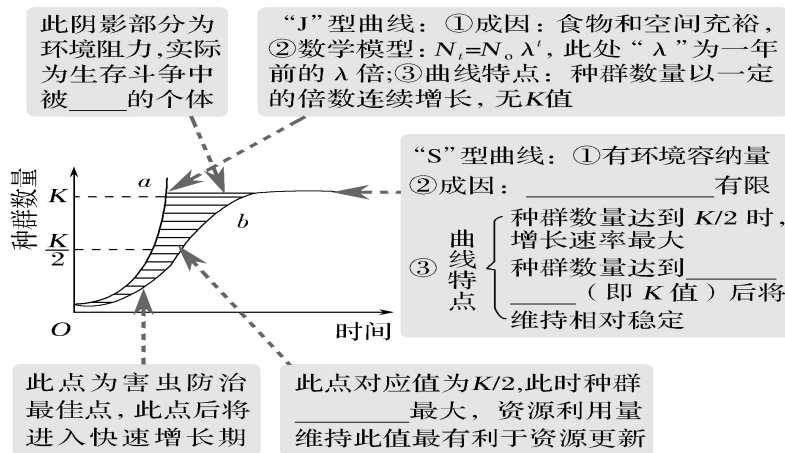 此阴影部分为
环境阻力,实际
为生存斗争中
被____的个体
“J”型曲线：①成因：食物和空间充裕，
②数学模型：Nt=N0 λt，此处“λ”为一年
前的λ倍;③曲线特点：种群数量以一定
的倍数连续增长，无K值
“S”型曲线：①有环境容纳量
②成因：______________有限
③曲线特点
种群数量达到 K/2 时，
增长速率最大
种群数量达到_______
_____（即 K 值）后将
维持相对稳定
种群数量
K
K/2
a
b
O
时间
此点为害虫防治
最佳点，此点后将
进入快速增长期
此点对应值为K/2,此时种群
_________最大，资源利用量
维持此值最有利于资源更新